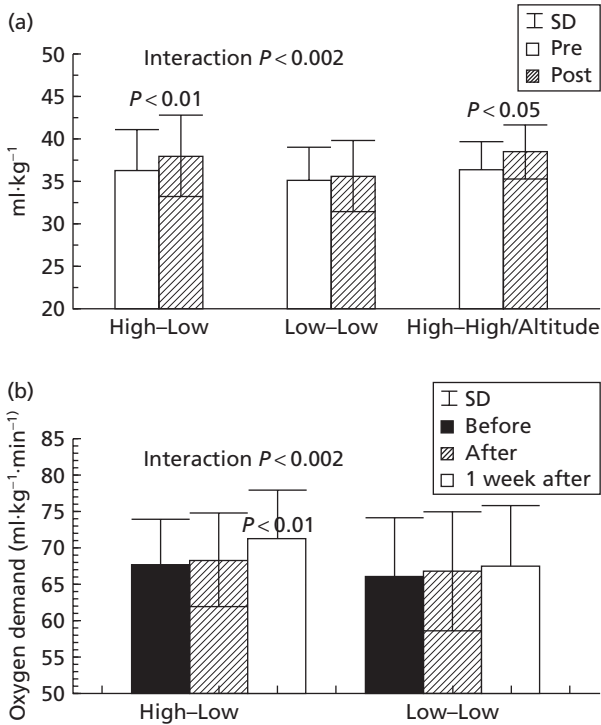 (a)
SD
Pre
Post
Interaction P < 0.002
P < 0.01
P < 0.05
ml·kg⁻¹
50
45
40
35
30
25
20
High–Low
Low–Low
High–High/Altitude
(b)
SD
Before
After
1 week after
Interaction P < 0.002
P < 0.01
Oxygen demand (ml·kg⁻¹·min⁻¹)
85
80
75
70
65
60
55
50
High–Low
Low–Low